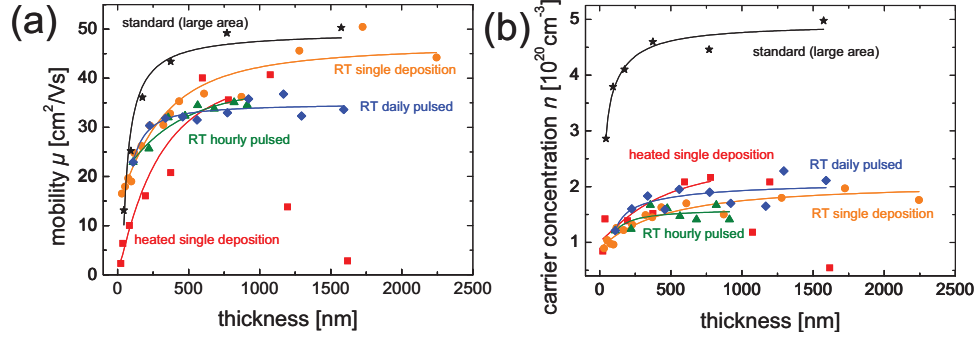 (a)
standard (large area)
RT single deposition
RT daily pulsed
RT hourly pulsed
heated single deposition
mobility μ [cm²/Vs]
60
50
40
30
20
10
0
0 500 1000 1500 2000 2500
thickness [nm]
(b)
standard (large area)
heated single deposition
RT daily pulsed
RT single deposition
RT hourly pulsed
carrier concentration n [10²⁰ cm⁻³]
5
4
3
2
1
0 500 1000 1500 2000 2500
thickness [nm]